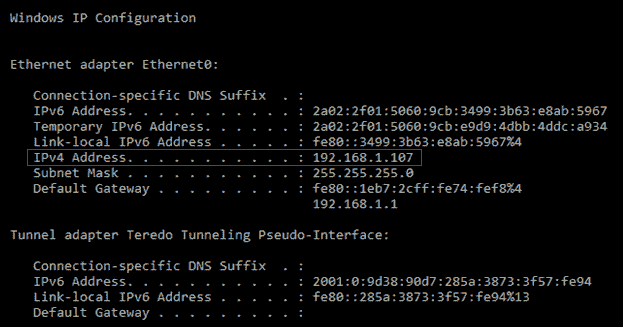 Windows IP Configuration
Ethernet adapter Ethernet0:
Connection-specific DNS Suffix . :
IPv6 Address. . . . . . . . . . . : 2a02:2f01:5060:9cb:3499:3b63:e8ab:5967
Temporary IPv6 Address. . . . . . : 2a02:2f01:5060:9cb:e9d9:4dbb:4ddc:a934
Link-local IPv6 Address . . . . . : fe80::3499:3b63:e8ab:5967%4
IPv4 Address. . . . . . . . . . . : 192.168.1.107
Subnet Mask . . . . . . . . . . . : 255.255.255.0
Default Gateway . . . . . . . . . : fe80::1eb7:2cff:fe74:fef8%4
192.168.1.1
Tunnel adapter Teredo Tunneling Pseudo-Interface:
Connection-specific DNS Suffix . :
IPv6 Address. . . . . . . . . . . : 2001:0:9d38:90d7:285a:3873:3f57:fe94
Link-local IPv6 Address . . . . . : fe80::285a:3873:3f57:fe94%13
Default Gateway . . . . . . . . . :